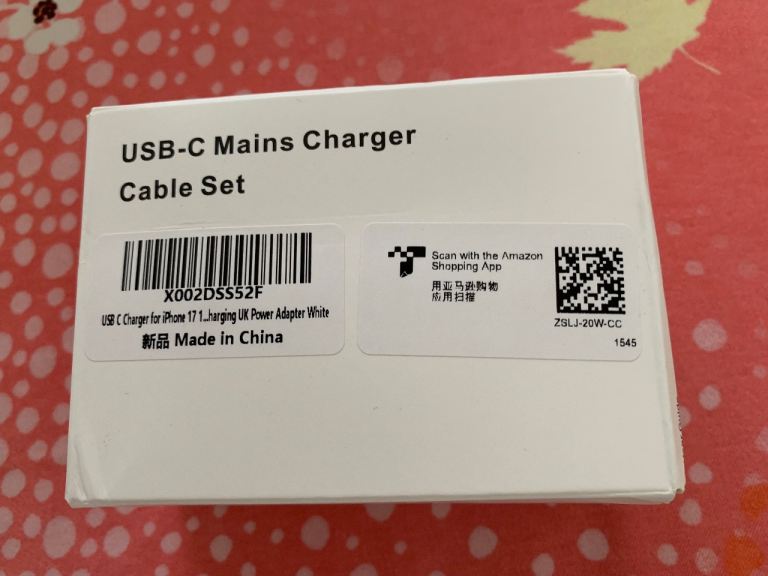 USB-C Mains Charger
Cable Set
X002DSS52F
USB C Charger for iPhone 17 1...harging UK Power Adapter White
新品 Made in China
Scan with the Amazon
Shopping App
用亚马逊购物
应用扫描
ZSLJ-20W-CC
1545